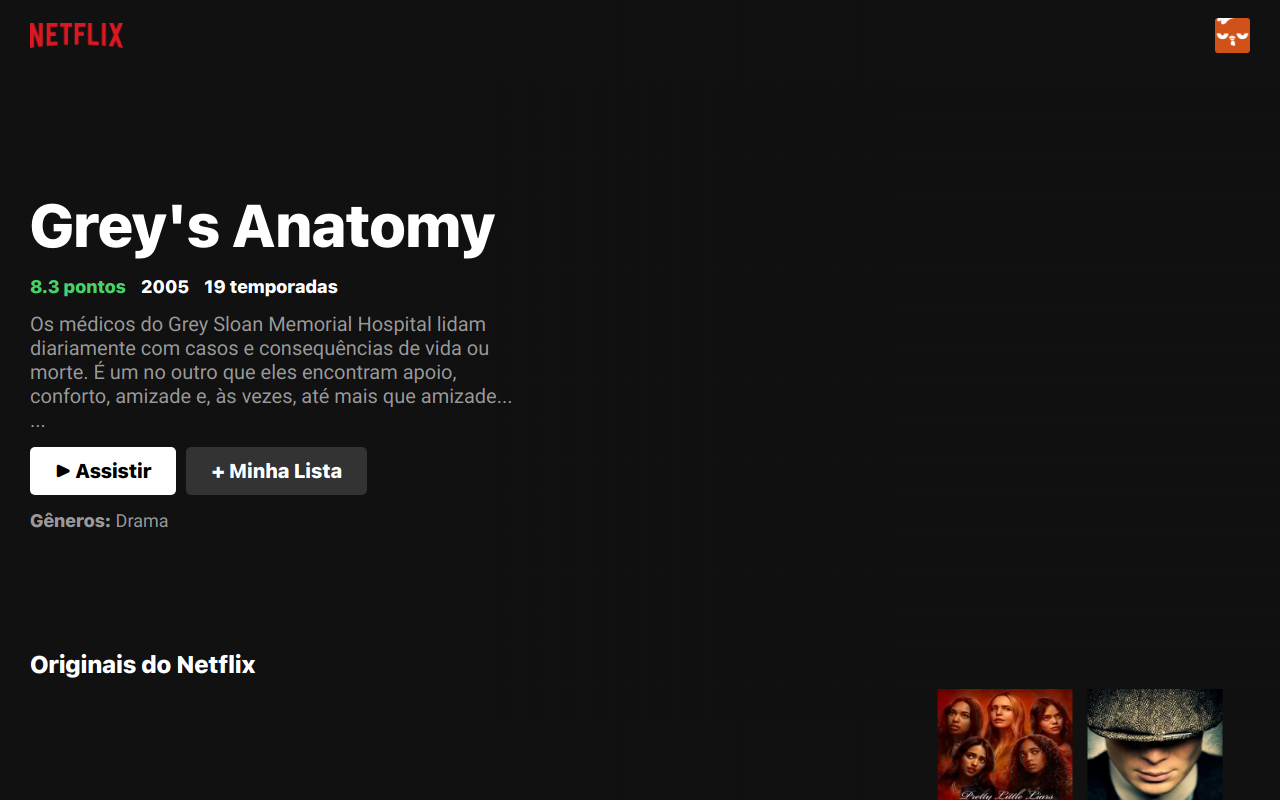 NETFLIX
Grey's Anatomy
8.3 pontos 2005 19 temporadas
Os médicos do Grey Sloan Memorial Hospital lidam
diariamente com casos e consequências de vida ou
morte. É um no outro que eles encontram apoio,
conforto, amizade e, às vezes, até mais que amizade...
...
Assistir + Minha Lista
Gêneros: Drama
Originais do Netflix
Pretty Little Liars